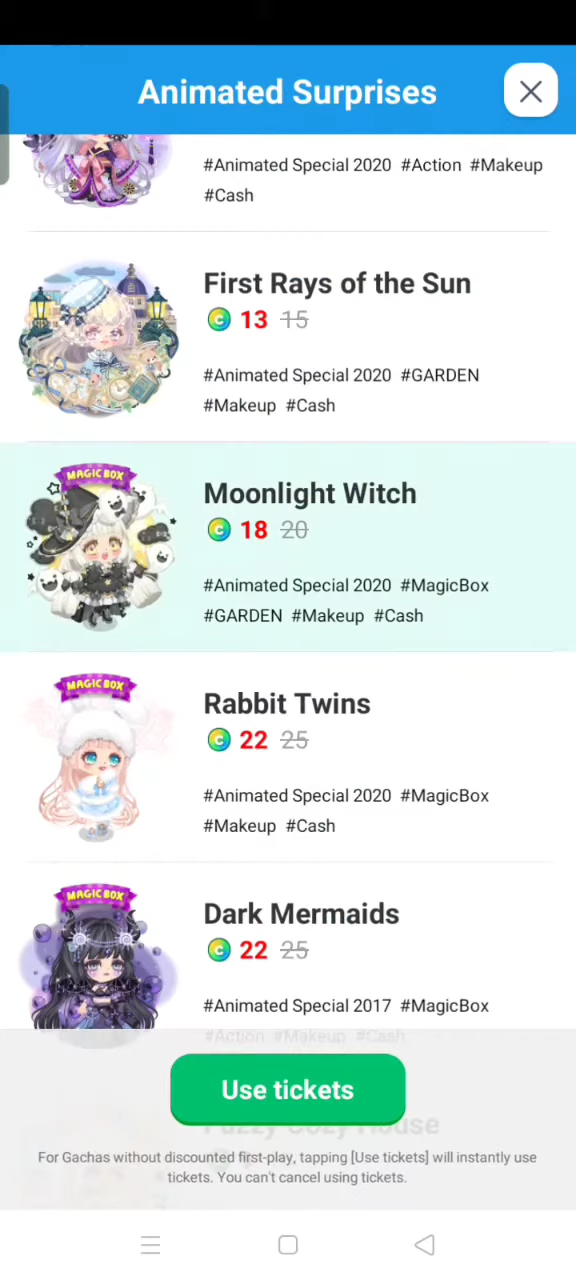 Animated Surprises
#Animated Special 2020 #Action #Makeup
#Cash
First Rays of the Sun
13 15
#Animated Special 2020 #GARDEN
#Makeup #Cash
MAGIC BOX
Moonlight Witch
18 20
#Animated Special 2020 #MagicBox
#GARDEN #Makeup #Cash
MAGIC BOX
Rabbit Twins
22 25
#Animated Special 2020 #MagicBox
#Makeup #Cash
MAGIC BOX
Dark Mermaids
22 25
#Animated Special 2017 #MagicBox
#Action #Makeup #Cash
Use tickets
For Gachas without discounted first-play, tapping [Use tickets] will instantly use
tickets. You can't cancel using tickets.